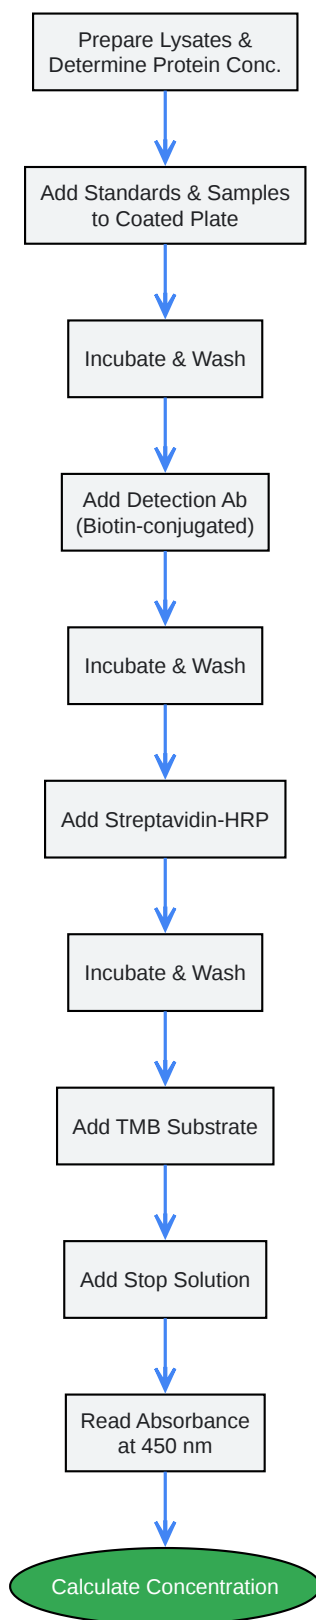 Prepare Lysates &
Determine Protein Conc.
Add Standards & Samples
to Coated Plate
Incubate & Wash
Add Detection Ab
(Biotin-conjugated)
Incubate & Wash
Add Streptavidin-HRP
Incubate & Wash
Add TMB Substrate
Add Stop Solution
Read Absorbance
at 450 nm
Calculate Concentration